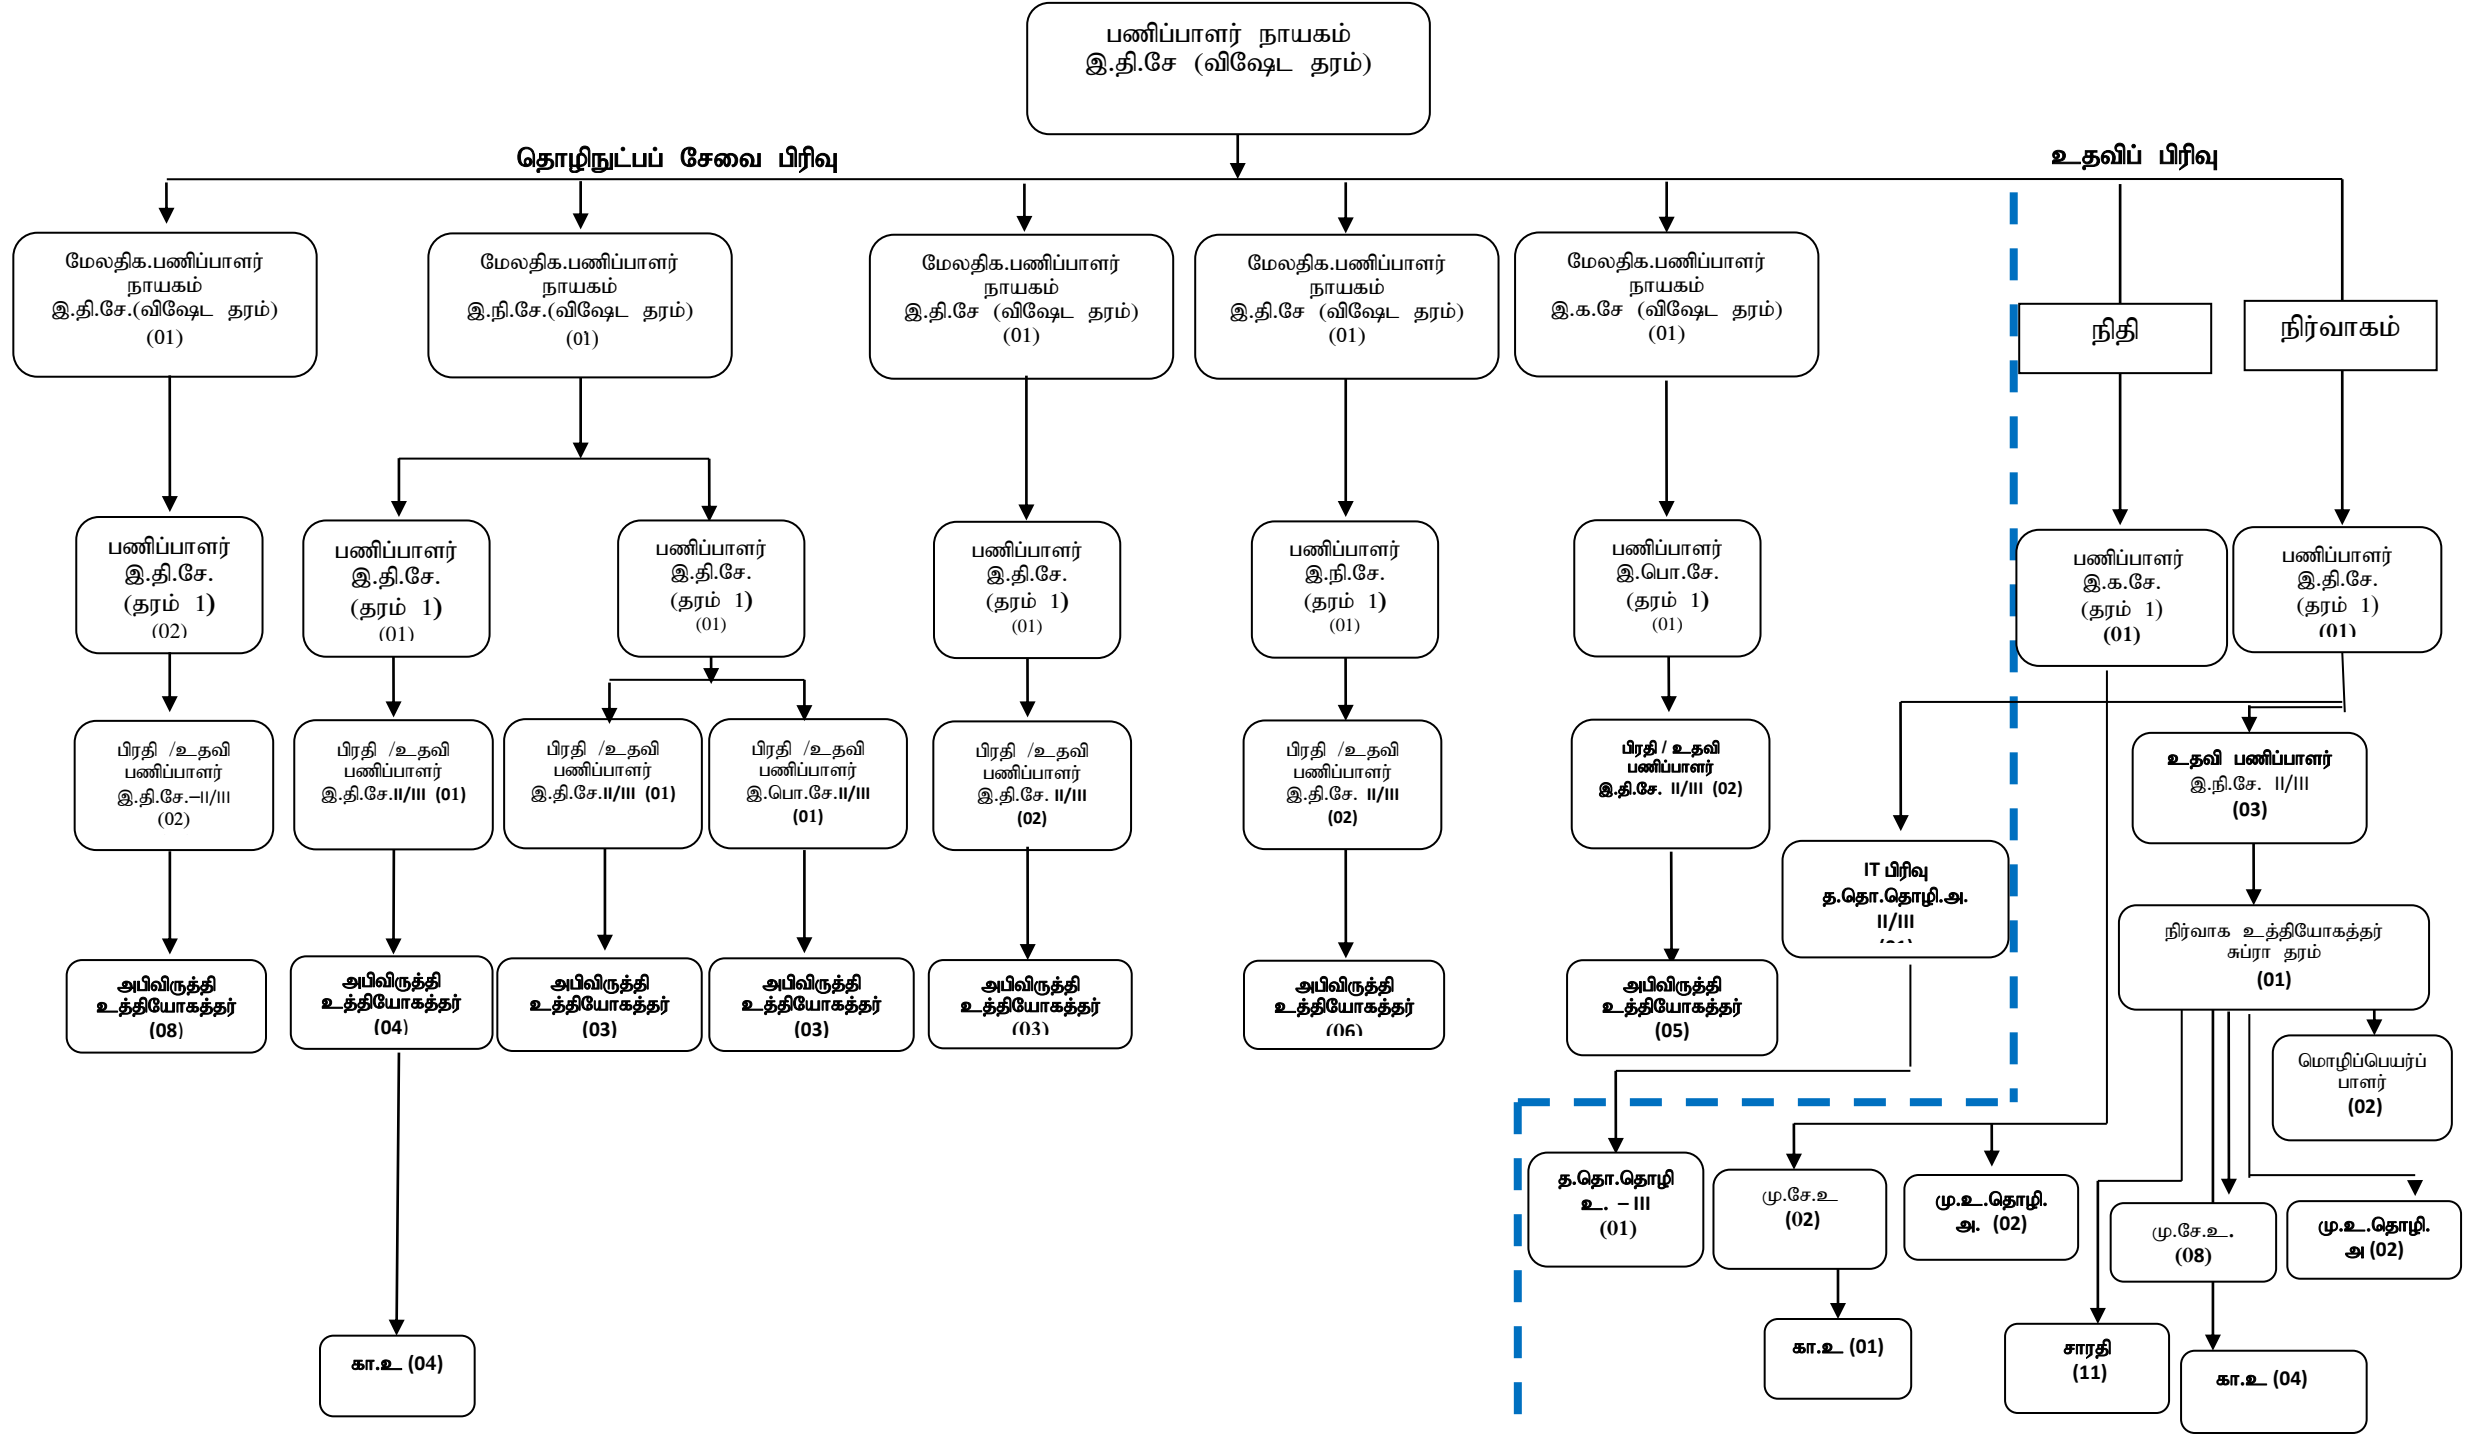 பணிப்பாளர் நாயகம்
இ.தி.சே (விஷேட தரம்)
தொழிநுட்பப் சேவை பிரிவு
உதவிப் பிரிவு
மேலதிக.பணிப்பாளர்
நாயகம்
இ.தி.சே.(விஷேட தரம்)
(01)
மேலதிக.பணிப்பாளர்
நாயகம்
இ.நி.சே.(விஷேட தரம்)
(01)
மேலதிக.பணிப்பாளர்
நாயகம்
இ.தி.சே (விஷேட தரம்)
(01)
மேலதிக.பணிப்பாளர்
நாயகம்
இ.தி.சே (விஷேட தரம்)
(01)
மேலதிக.பணிப்பாளர்
நாயகம்
இ.க.சே (விஷேட தரம்)
(01)
நிதி
நிர்வாகம்
பணிப்பாளர்
இ.தி.சே.
(தரம் 1)
(02)
பணிப்பாளர்
இ.தி.சே.
(தரம் 1)
(01)
பணிப்பாளர்
இ.தி.சே.
(தரம் 1)
(01)
பணிப்பாளர்
இ.தி.சே.
(தரம் 1)
(01)
பணிப்பாளர்
இ.நி.சே.
(தரம் 1)
(01)
பணிப்பாளர்
இ.பொ.சே.
(தரம் 1)
(01)
பணிப்பாளர்
இ.க.சே.
(தரம் 1)
(01)
பணிப்பாளர்
இ.தி.சே.
(தரம் 1)
(01)
பிரதி /உதவி
பணிப்பாளர்
இ.தி.சே.–II/III
(02)
பிரதி /உதவி
பணிப்பாளர்
இ.தி.சே.II/III (01)
பிரதி /உதவி
பணிப்பாளர்
இ.தி.சே.II/III (01)
பிரதி /உதவி
பணிப்பாளர்
இ.பொ.சே.II/III
(01)
பிரதி /உதவி
பணிப்பாளர்
இ.தி.சே. II/III
(02)
பிரதி /உதவி
பணிப்பாளர்
இ.தி.சே. II/III
(02)
பிரதி / உதவி
பணிப்பாளர்
இ.தி.சே. II/III (02)
உதவி பணிப்பாளர்
இ.நி.சே. II/III
(03)
IT பிரிவு
த.தொ.தொழி.அ.
II/III
நிர்வாக உத்தியோகத்தர்
சுப்ரா தரம்
(01)
அபிவிருத்தி
உத்தியோகத்தர்
(08)
அபிவிருத்தி
உத்தியோகத்தர்
(04)
அபிவிருத்தி
உத்தியோகத்தர்
(03)
அபிவிருத்தி
உத்தியோகத்தர்
(03)
அபிவிருத்தி
உத்தியோகத்தர்
(03)
அபிவிருத்தி
உத்தியோகத்தர்
(06)
அபிவிருத்தி
உத்தியோகத்தர்
(05)
மொழிப்பெயர்ப்
பாளர்
(02)
த.தொ.தொழி
உ. – III
(01)
மு.சே.உ
(02)
மு.உ.தொழி.
அ. (02)
மு.சே.உ.
(08)
மு.உ.தொழி.
அ (02)
கா.உ (04)
கா.உ (01)
சாரதி
(11)
கா.உ (04)